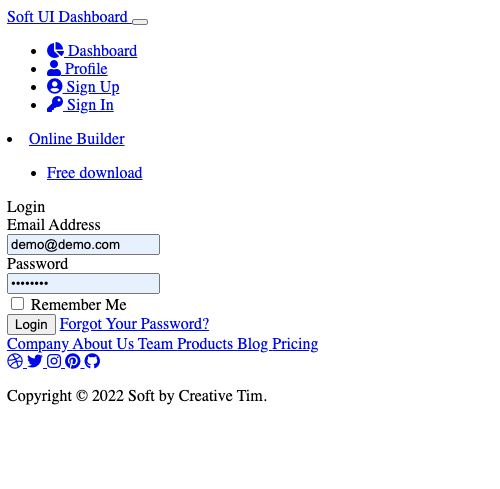 Soft UI Dashboard
Dashboard
Profile
Sign Up
Sign In
Online Builder
Free download
Login
Email Address
demo@demo.com
Password
••••••••
Remember Me
Login Forgot Your Password?
Company About Us Team Products Blog Pricing
Copyright © 2022 Soft by Creative Tim.